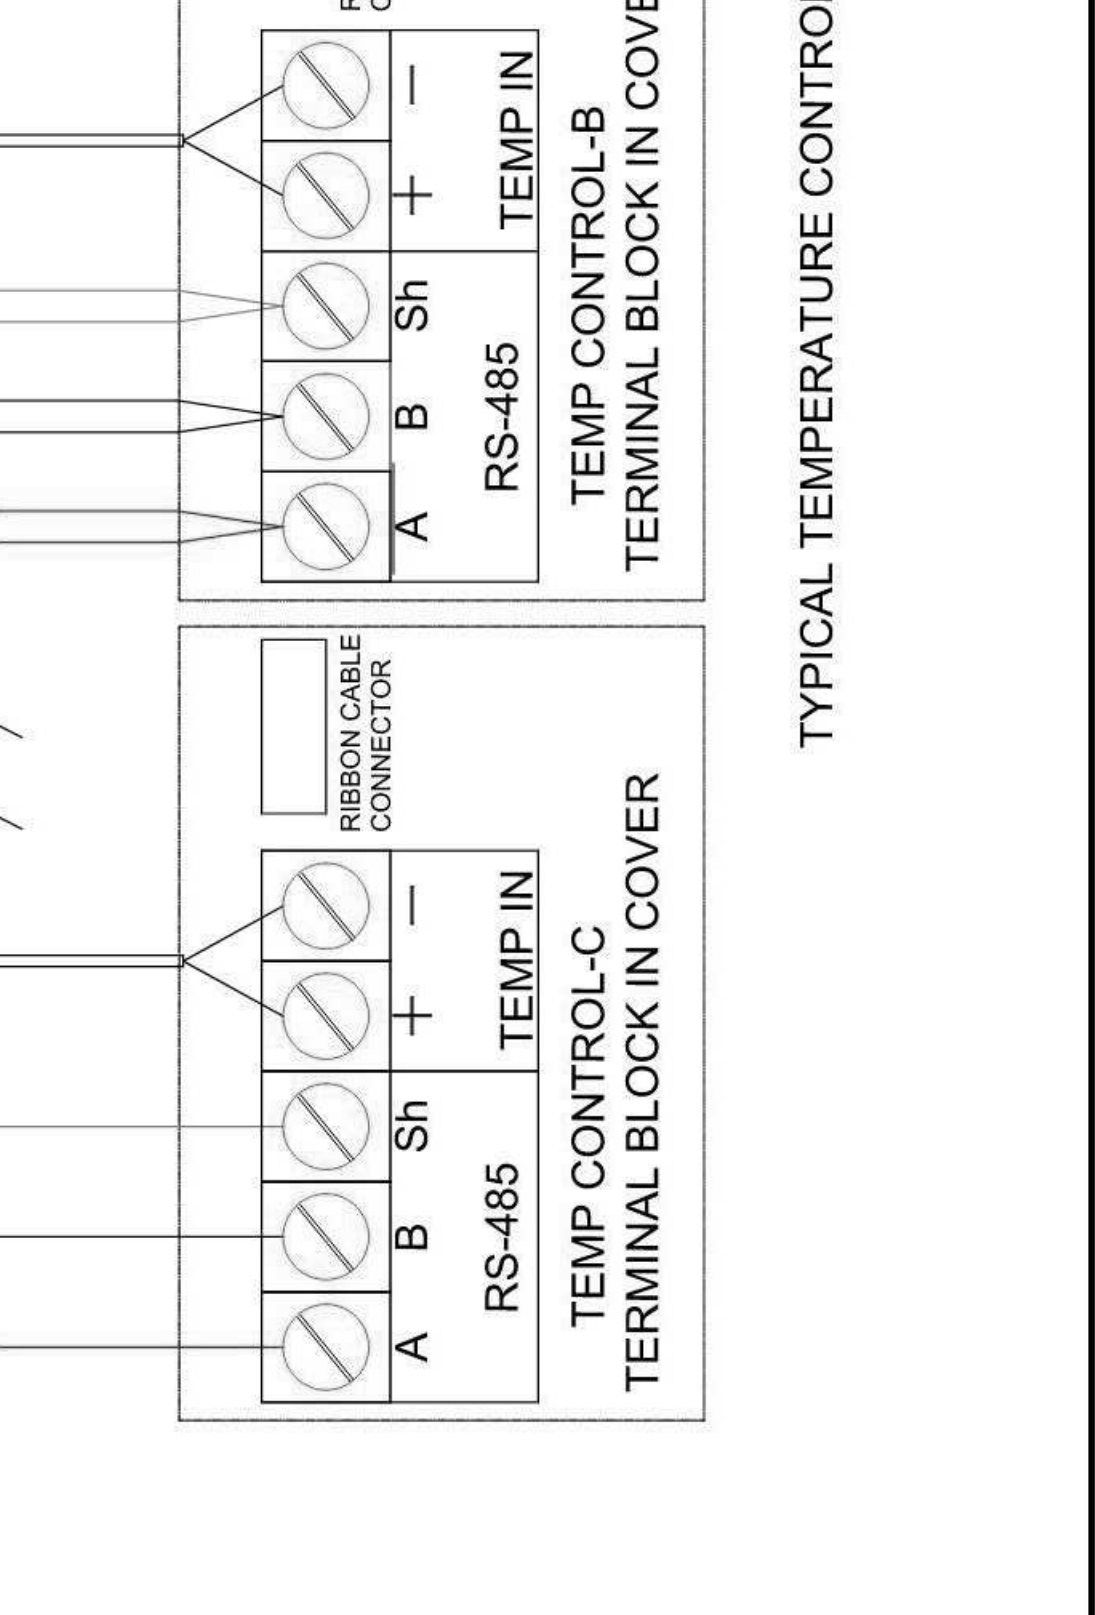 A
B
Sh
+
−
RS-485
TEMP IN
RIBBON CABLE
CONNECTOR
TEMP CONTROL-C
TERMINAL BLOCK IN COVER
A
B
Sh
+
−
RS-485
TEMP IN
TEMP CONTROL-B
TERMINAL BLOCK IN COVE
TYPICAL TEMPERATURE CONTRO